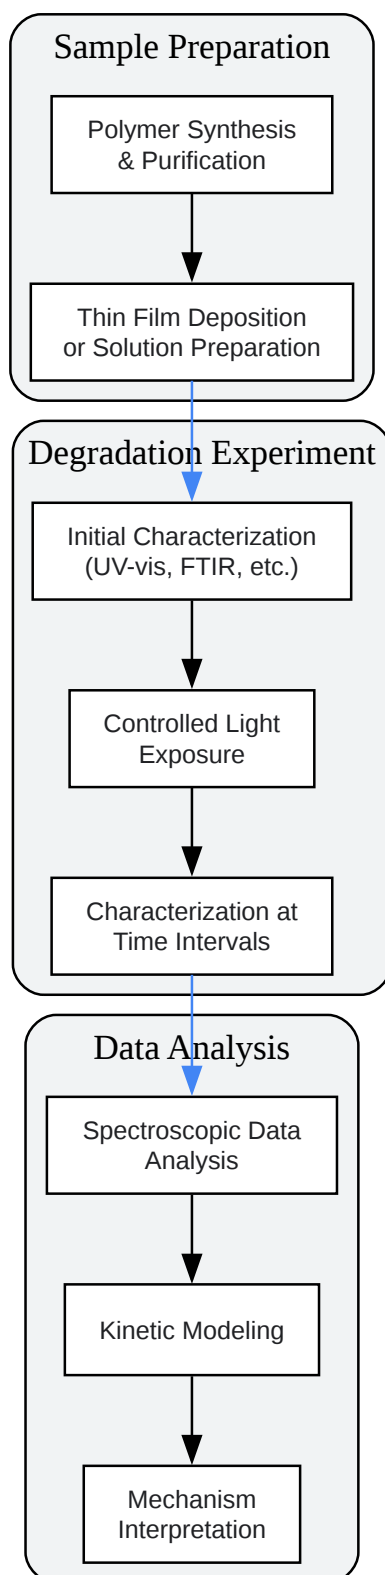 Sample Preparation
Polymer Synthesis
& Purification
Thin Film Deposition
or Solution Preparation
Degradation Experiment
Initial Characterization
(UV-vis, FTIR, etc.)
Controlled Light
Exposure
Characterization at
Time Intervals
Data Analysis
Spectroscopic Data
Analysis
Kinetic Modeling
Mechanism
Interpretation